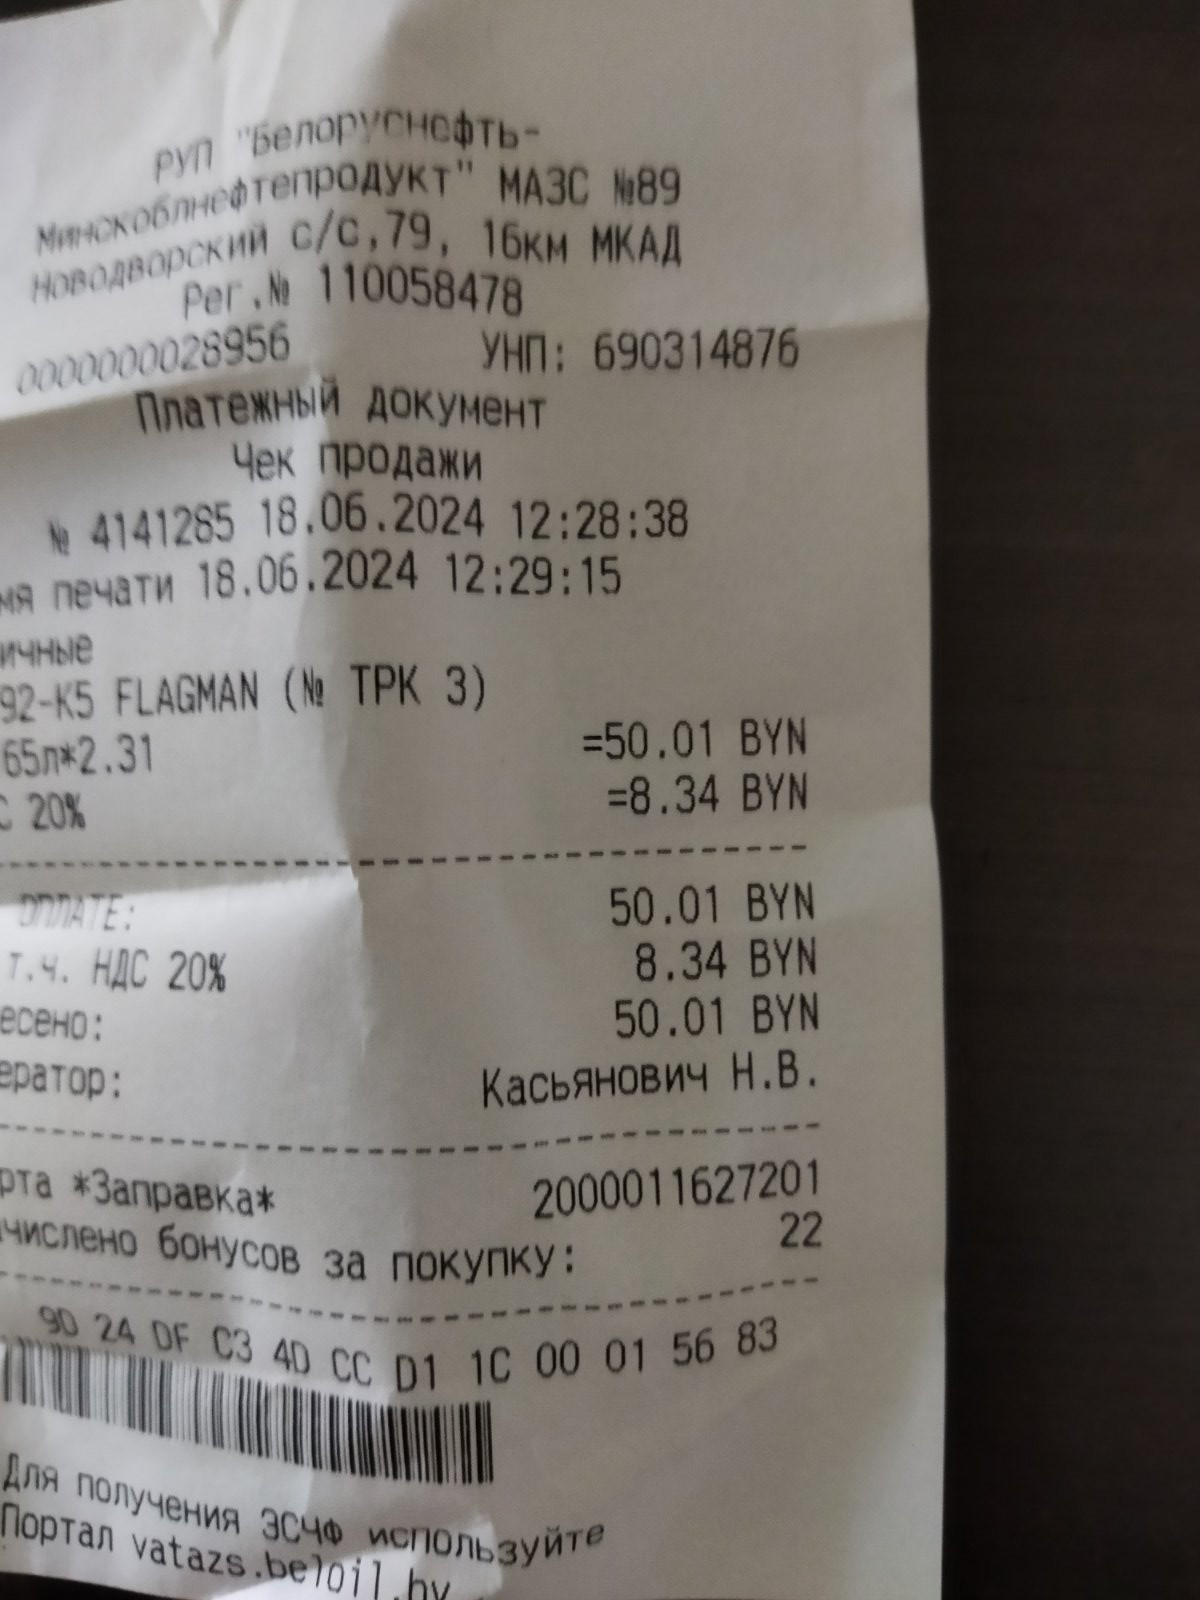 РУП "Белоруснефть-
Минскоблнефтепродукт" МАЗС №89
Новодворский с/с,79, 16км МКАД
Рег.№ 110058478
0000000028956 УНП: 690314876
Платежный документ
Чек продажи
№ 4141285 18.06.2024 12:28:38
мя печати 18.06.2024 12:29:15
ичные
92-К5 FLAGMAN (№ ТРК 3)
65л*2.31 =50.01 BYN
С 20% =8.34 BYN
ОПЛАТЕ: 50.01 BYN
т.ч. НДС 20% 8.34 BYN
есено: 50.01 BYN
ератор: Касьянович Н.В.
рта *Заправка* 2000011627201
числено бонусов за покупку: 22
9D 24 DF C3 4D CC D1 1C 00 01 56 83
Для получения ЭСЧФ используйте
Портал vatazs.beloil.by